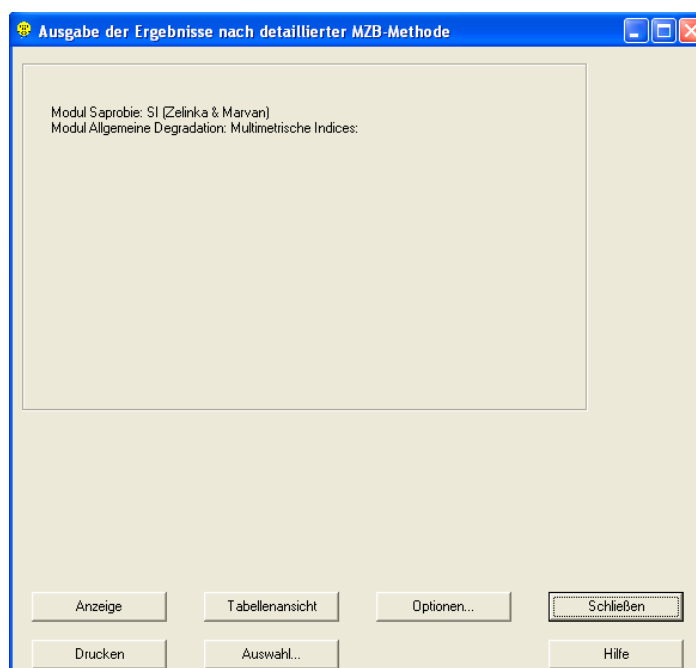 Ausgabe der Ergebnisse nach detaillierter MZB-Methode
Modul Saprobie: SI (Zelinka & Marvan)
Modul Allgemeine Degradation: Multimetrische Indices:
Anzeige
Tabellenansicht
Optionen...
Schließen
Drucken
Auswahl...
Hilfe